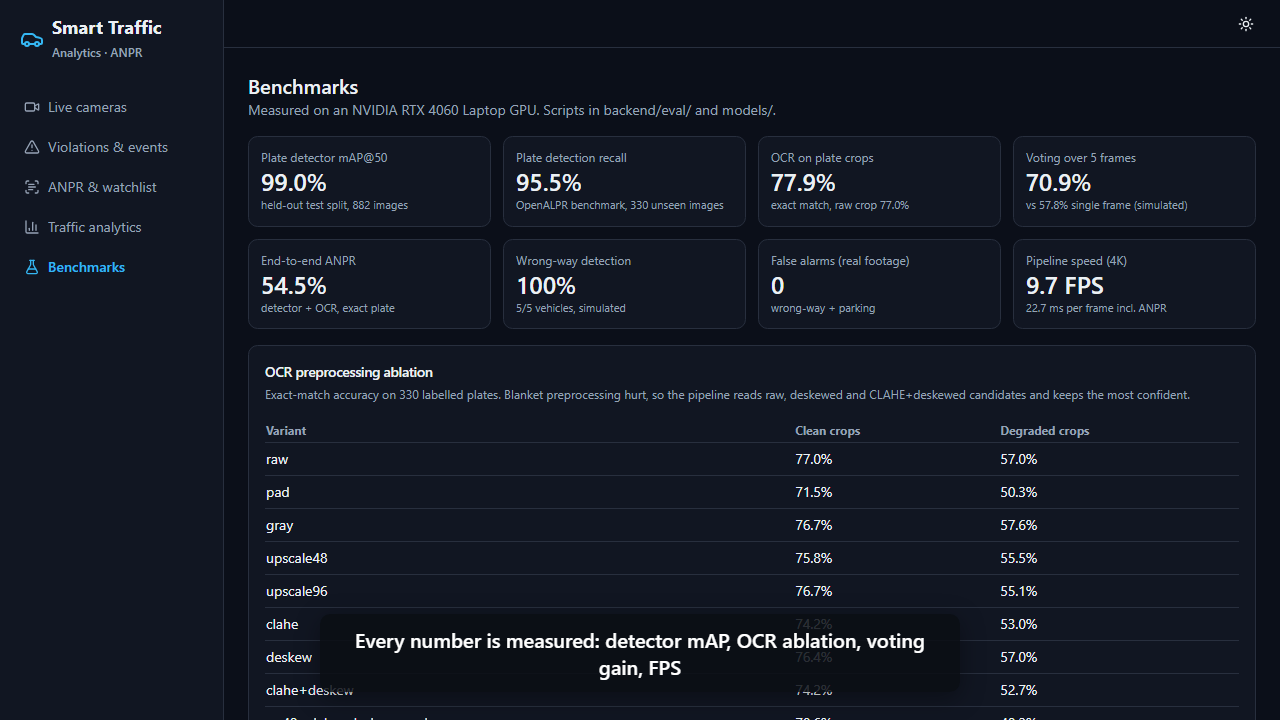 Smart Traffic
Analytics · ANPR
Live cameras
Violations & events
ANPR & watchlist
Traffic analytics
Benchmarks
Benchmarks
Measured on an NVIDIA RTX 4060 Laptop GPU. Scripts in backend/eval/ and models/.
Plate detector mAP@50
99.0%
held-out test split, 882 images
Plate detection recall
95.5%
OpenALPR benchmark, 330 unseen images
OCR on plate crops
77.9%
exact match, raw crop 77.0%
Voting over 5 frames
70.9%
vs 57.8% single frame (simulated)
End-to-end ANPR
54.5%
detector + OCR, exact plate
Wrong-way detection
100%
5/5 vehicles, simulated
False alarms (real footage)
0
wrong-way + parking
Pipeline speed (4K)
9.7 FPS
22.7 ms per frame incl. ANPR
OCR preprocessing ablation
Exact-match accuracy on 330 labelled plates. Blanket preprocessing hurt, so the pipeline reads raw, deskewed and CLAHE+deskewed candidates and keeps the most confident.
Variant Clean crops Degraded crops
raw 77.0% 57.0%
pad 71.5% 50.3%
gray 76.7% 57.6%
upscale48 75.8% 55.5%
upscale96 76.7% 55.1%
clahe 74.2% 53.0%
deskew 76.4% 57.0%
clahe+deskew 74.2% 52.7%
Every number is measured: detector mAP, OCR ablation, voting
gain, FPS